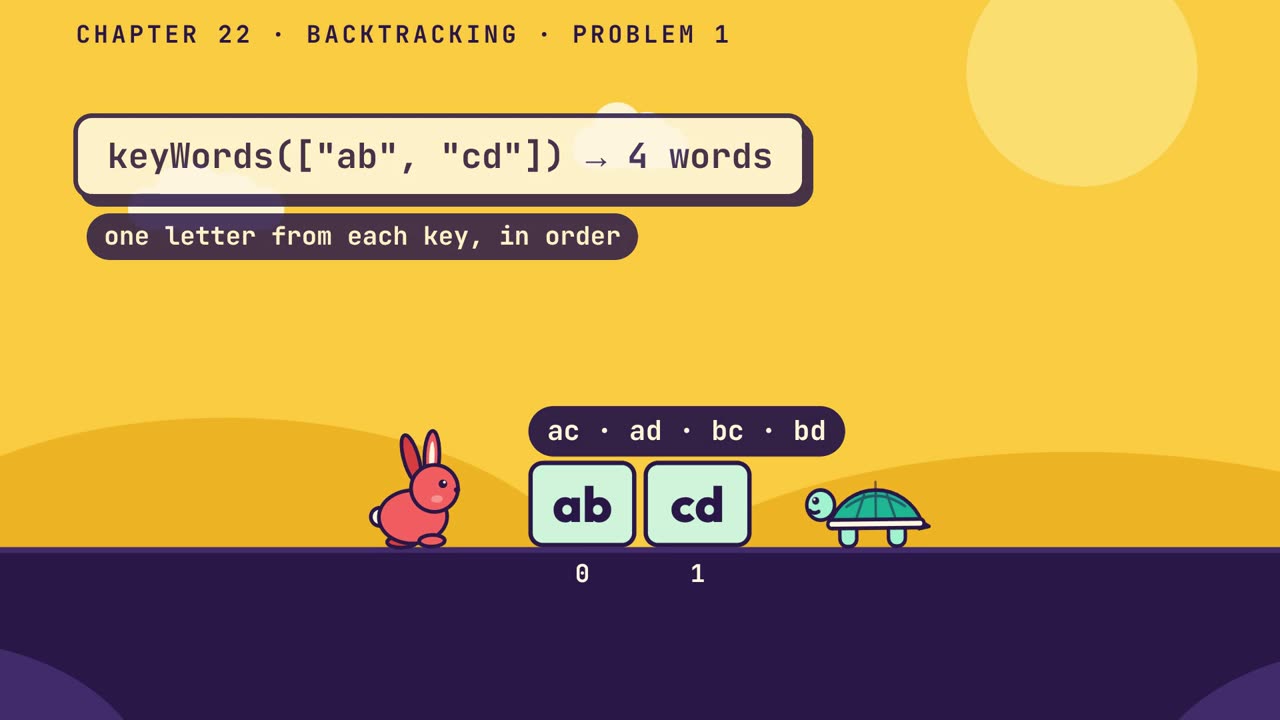 CHAPTER 22 · BACKTRACKING · PROBLEM 1
keyWords(["ab", "cd"]) → 4 words
one letter from each key, in order
ac · ad · bc · bd
ab cd
0 1